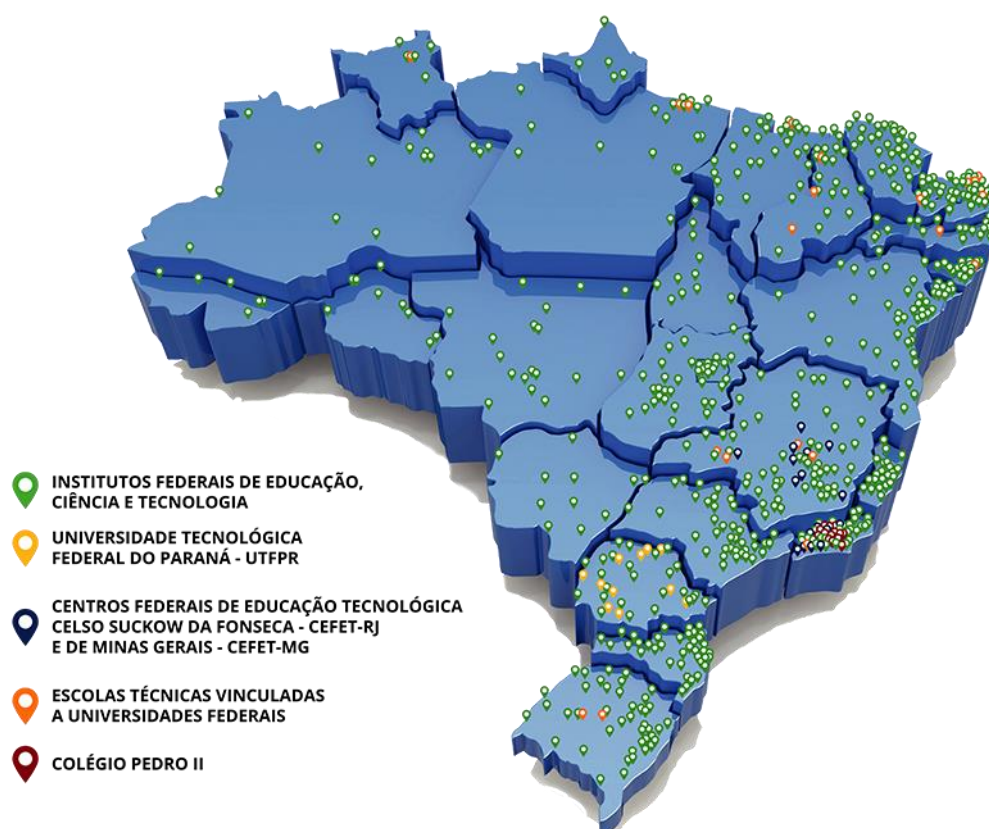 INSTITUTOS FEDERAIS DE EDUCAÇÃO,
CIÊNCIA E TECNOLOGIA
UNIVERSIDADE TECNOLÓGICA
FEDERAL DO PARANÁ - UTFPR
CENTROS FEDERAIS DE EDUCAÇÃO TECNOLÓGICA
CELSO SUCKOW DA FONSECA - CEFET-RJ
E DE MINAS GERAIS - CEFET-MG
ESCOLAS TÉCNICAS VINCULADAS
A UNIVERSIDADES FEDERAIS
COLÉGIO PEDRO II